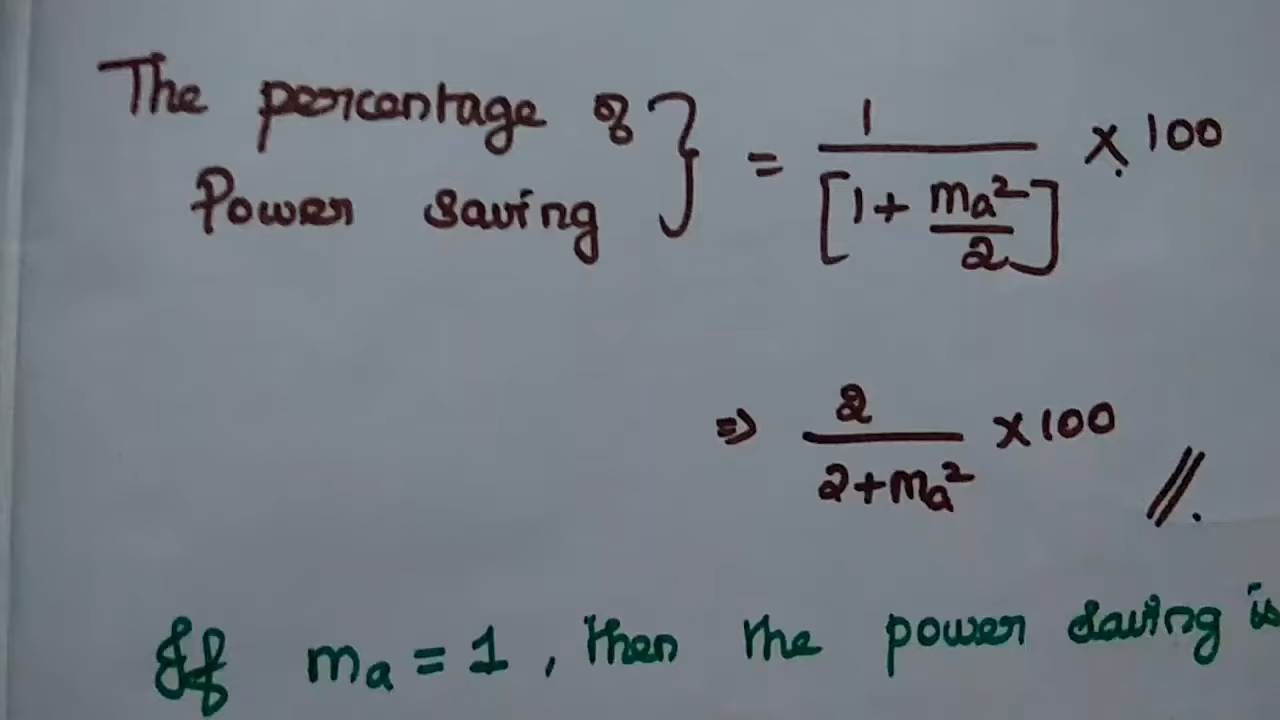 The percentage of } = 1 / [1 + ma²/2] × 100
Power saving
⇒ 2 / 2+ma² × 100 //.
If ma = 1, then the power saving is